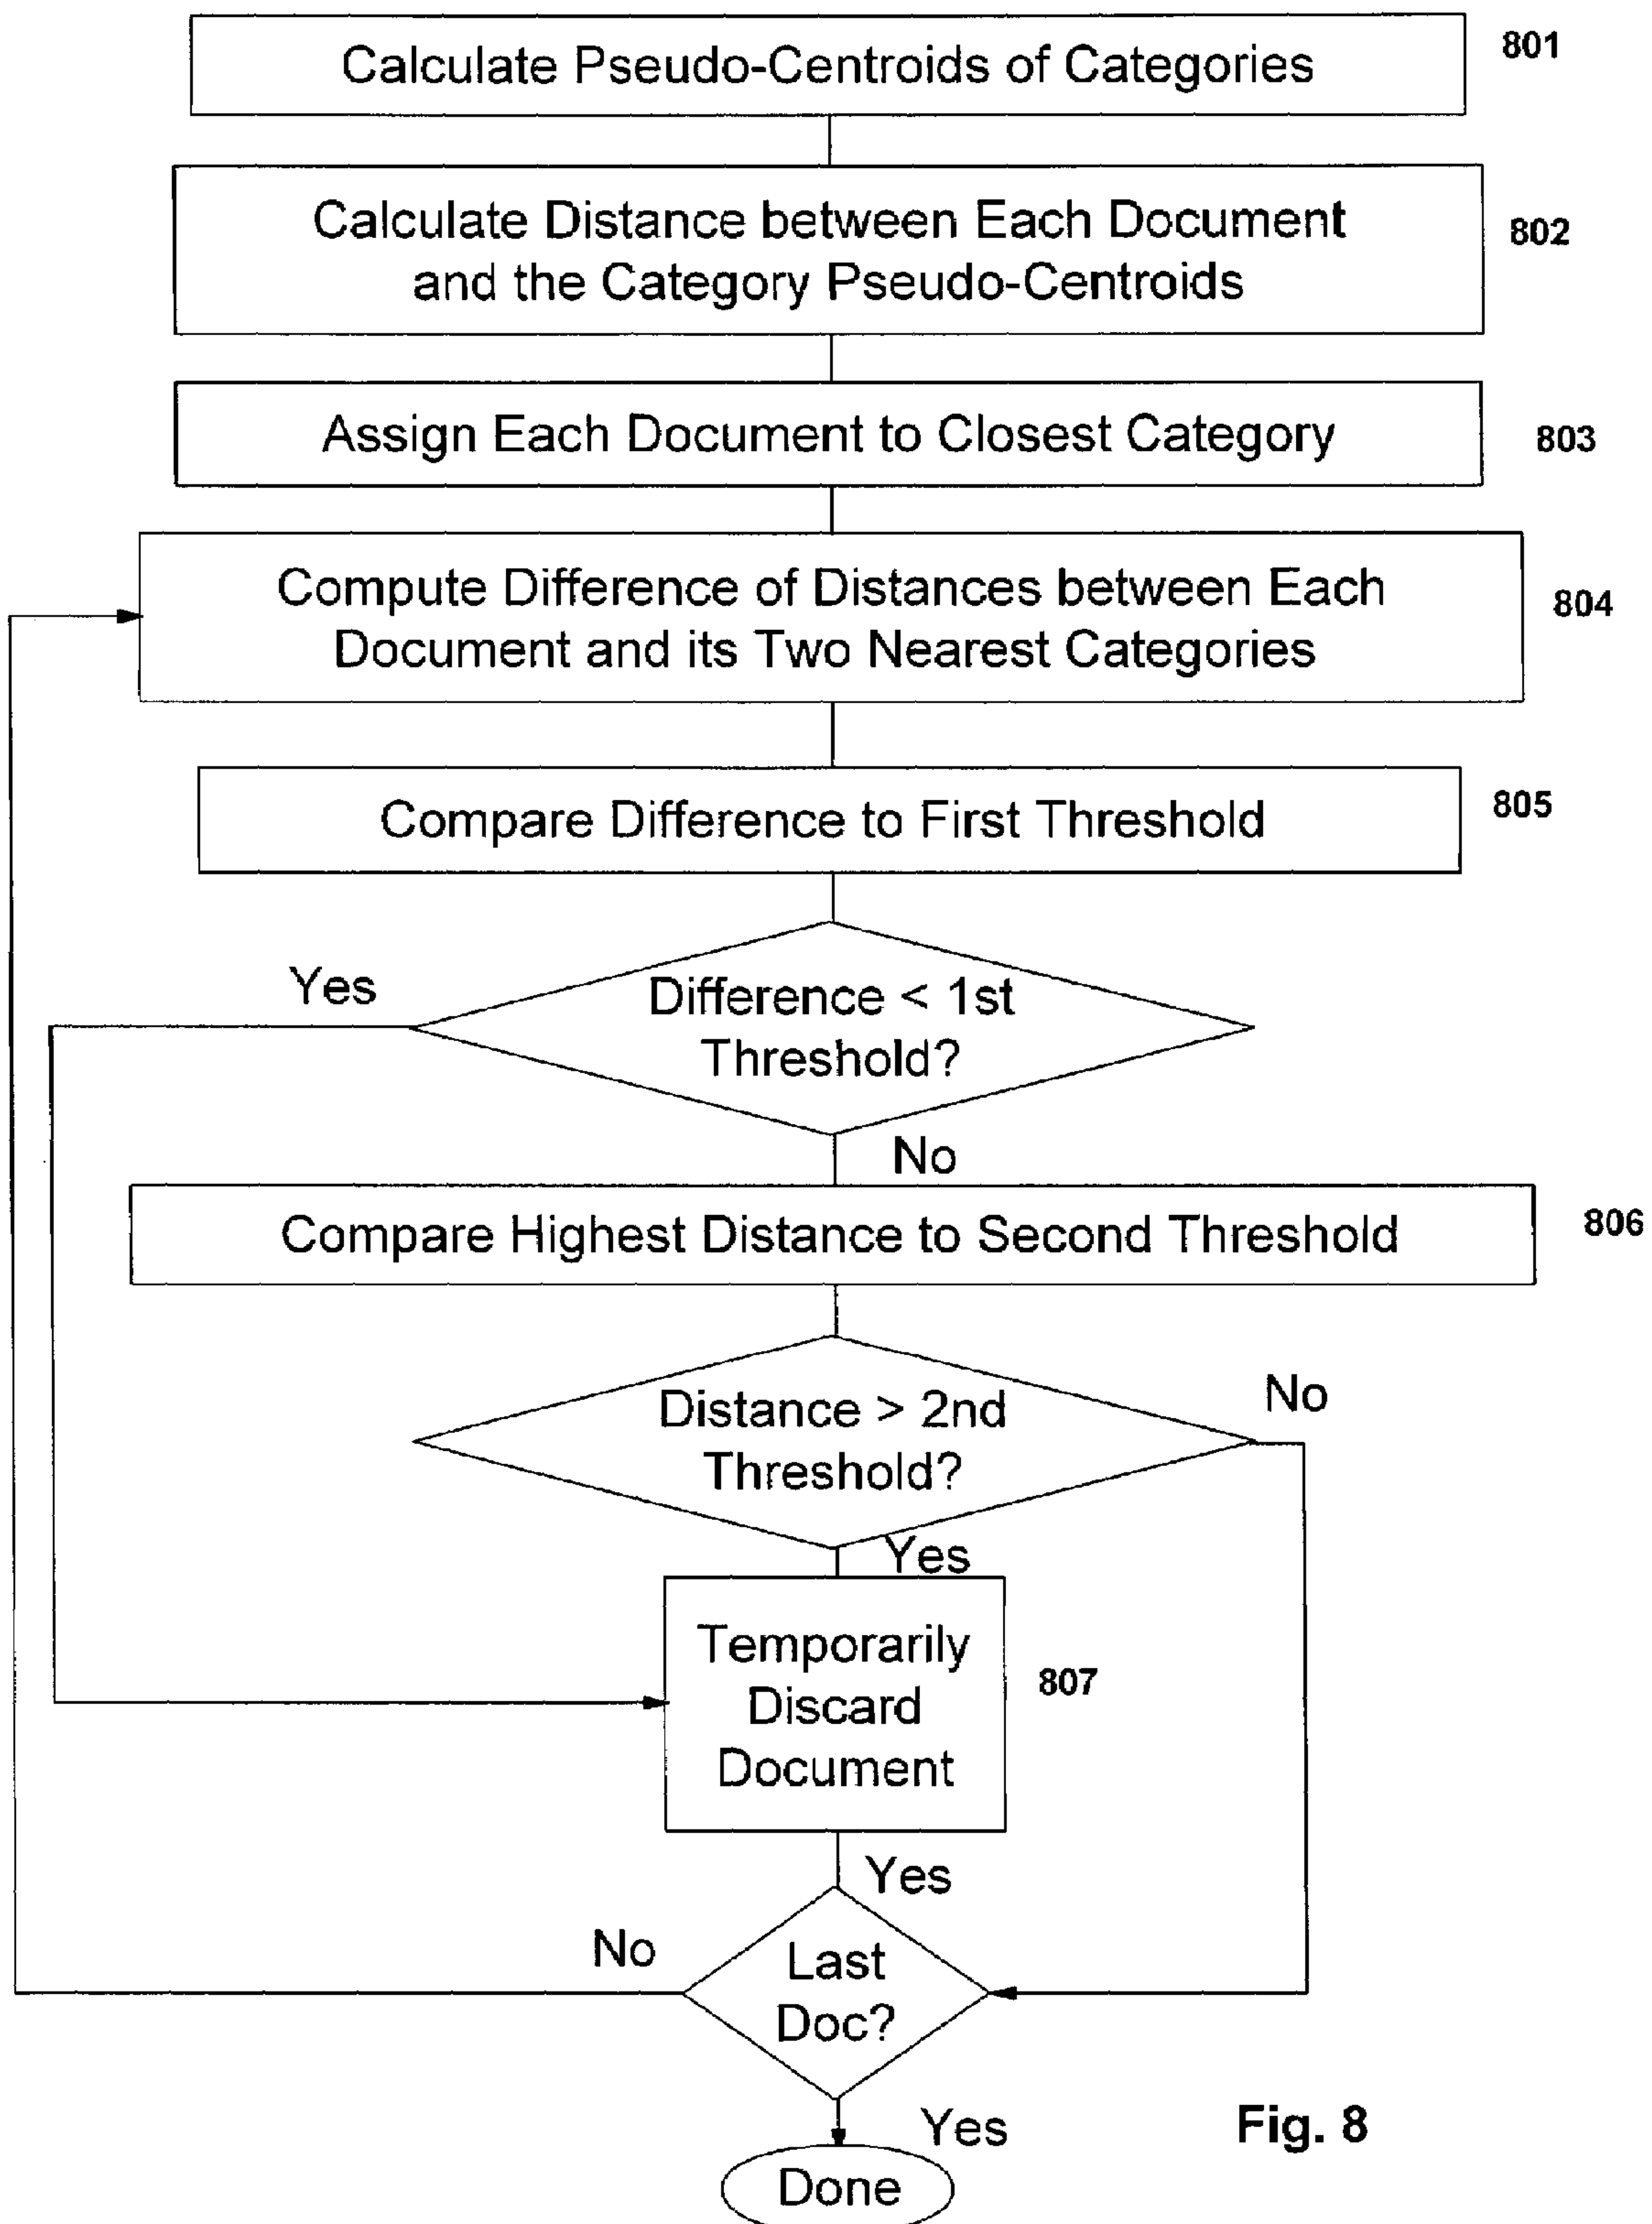 Calculate Pseudo-Centroids of Categories
801
Calculate Distance between Each Document
and the Category Pseudo-Centroids
802
Assign Each Document to Closest Category
803
Compute Difference of Distances between Each
Document and its Two Nearest Categories
804
Compare Difference to First Threshold
805
Yes
Difference < 1st
Threshold?
No
Compare Highest Distance to Second Threshold
806
Distance > 2nd
Threshold?
No
Yes
Temporarily
Discard
Document
807
Yes
No
Last
Doc?
Yes
Fig. 8
Done